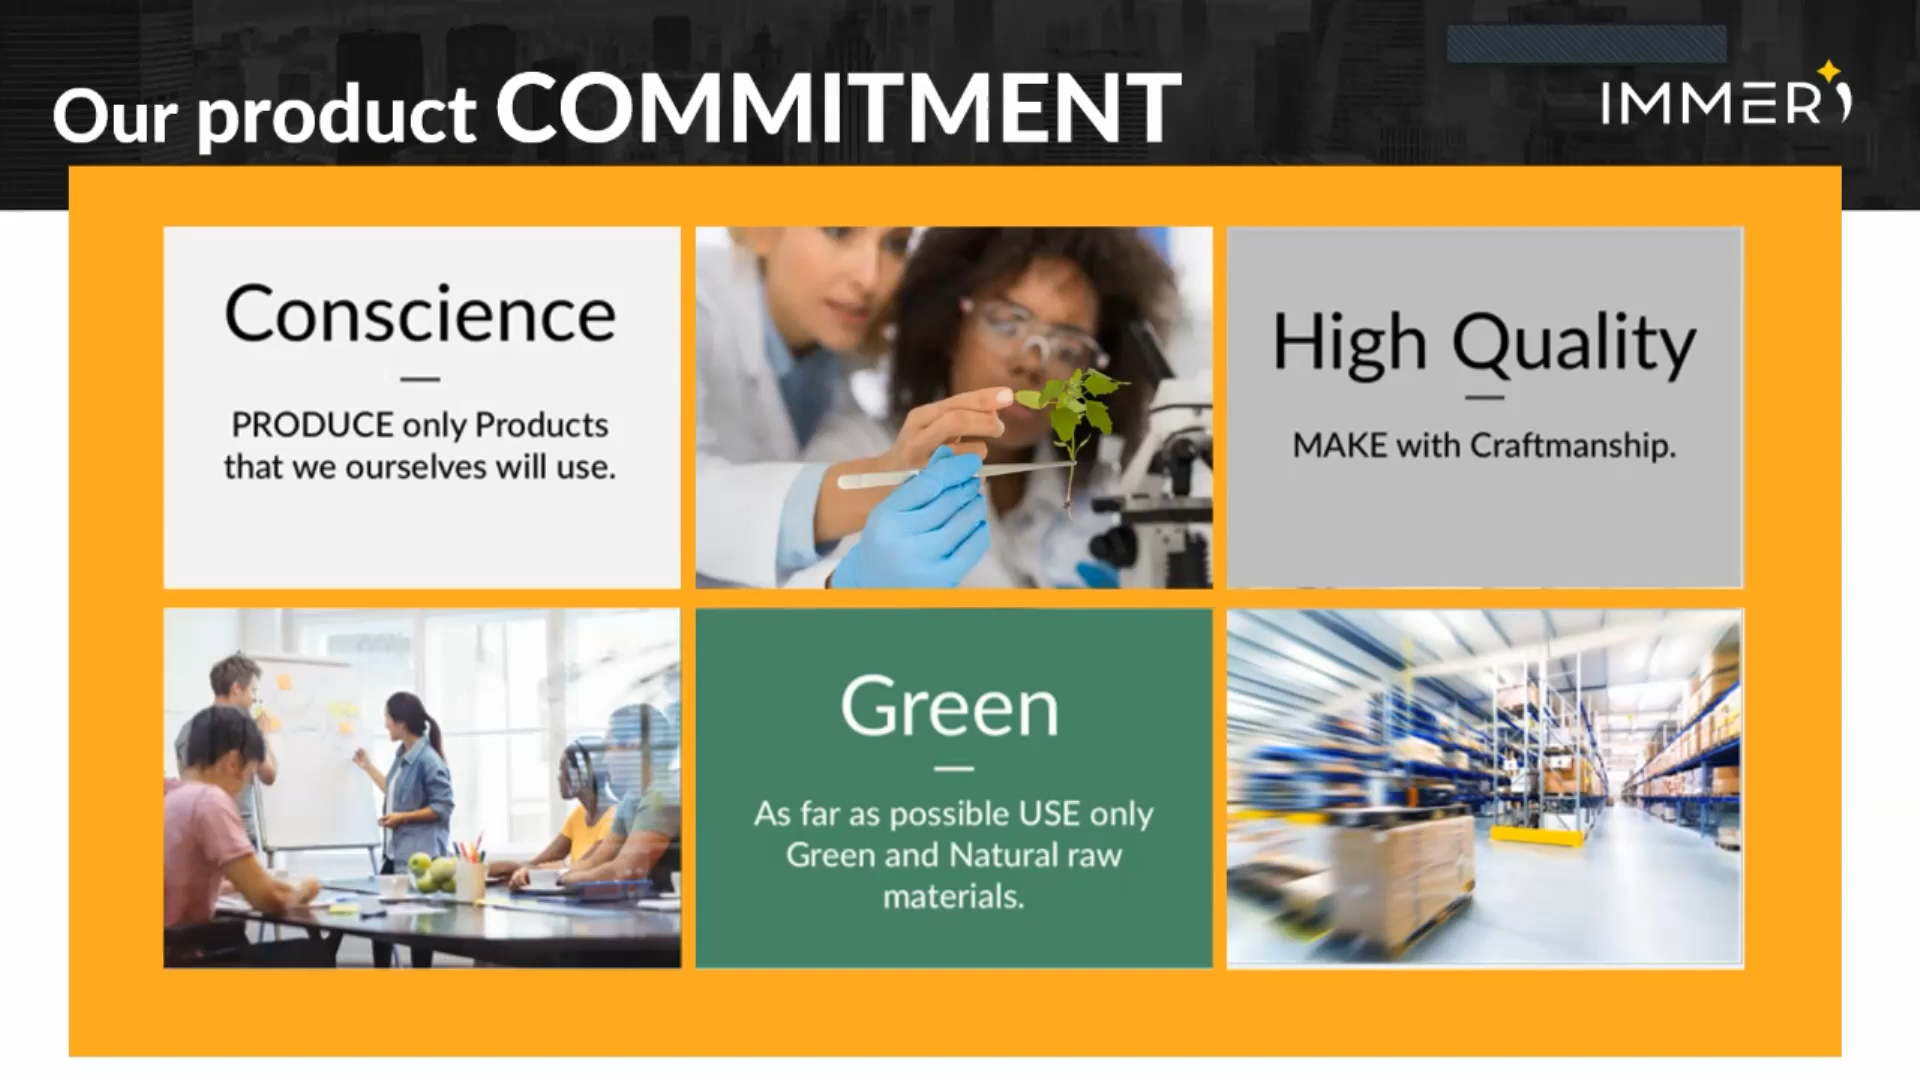 Our product COMMITMENT
IMMERI
Conscience
PRODUCE only Products
that we ourselves will use.
High Quality
MAKE with Craftmanship.
Green
As far as possible USE only
Green and Natural raw
materials.